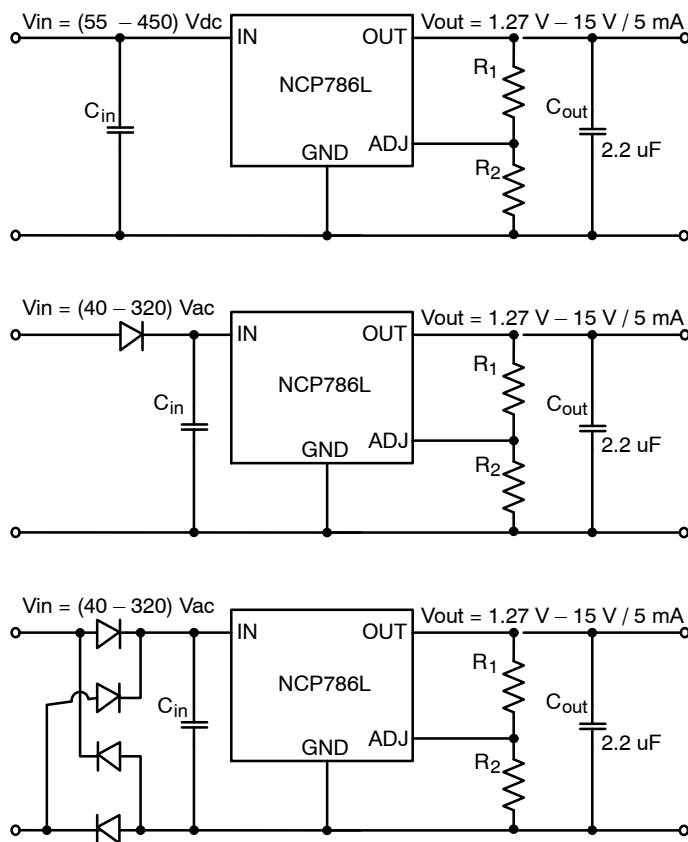 Vin = (55 – 450) Vdc
Vout = 1.27 V – 15 V / 5 mA
IN
OUT
NCP786L
R1
Cin
Cout
ADJ
GND
2.2 uF
R2
Vin = (40 – 320) Vac
Vout = 1.27 V – 15 V / 5 mA
IN
OUT
R1
NCP786L
Cin
Cout
ADJ
GND
2.2 uF
R2
Vin = (40 – 320) Vac
Vout = 1.27 V – 15 V / 5 mA
IN
OUT
R1
NCP786L
Cin
Cout
ADJ
GND
2.2 uF
R2